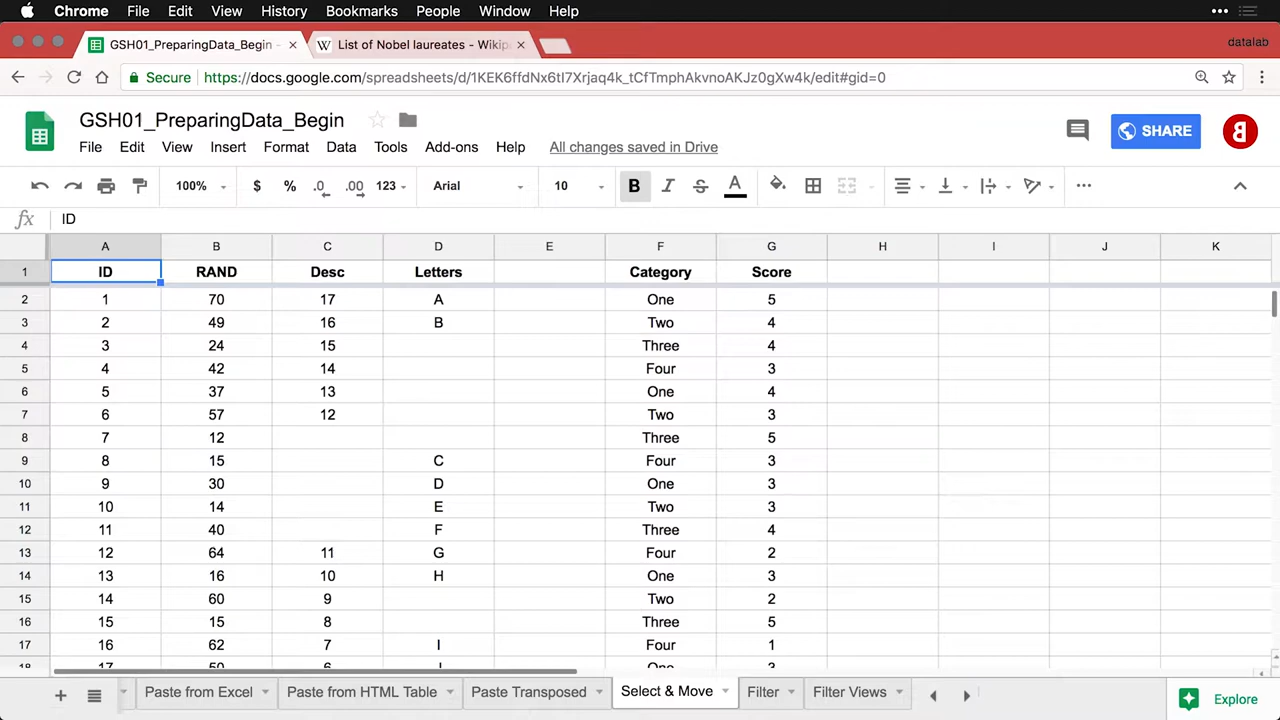 Chrome File Edit View History Bookmarks People Window Help
GSH01_PreparingData_Begin - × W List of Nobel laureates - Wikip × datalab
Secure https://docs.google.com/spreadsheets/d/1KEK6ffdNx6tI7Xrjaq4k_tCfTmphAkvnoAKJz0gXw4k/edit#gid=0
GSH01_PreparingData_Begin
SHARE
File Edit View Insert Format Data Tools Add-ons Help All changes saved in Drive
100% $ % .0 .00 123 Arial 10 B I S A
fx ID
A B C D E F G H I J K
1 ID RAND Desc Letters Category Score
2 1 70 17 A One 5
3 2 49 16 B Two 4
4 3 24 15 Three 4
5 4 42 14 Four 3
6 5 37 13 One 4
7 6 57 12 Two 3
8 7 12 Three 5
9 8 15 C Four 3
10 9 30 D One 3
11 10 14 E Two 3
12 11 40 F Three 4
13 12 64 11 G Four 2
14 13 16 10 H One 3
15 14 60 9 Two 2
16 15 15 8 Three 5
17 16 62 7 I Four 1
18 17 50 6 J One 3
Paste from Excel Paste from HTML Table Paste Transposed Select & Move Filter Filter Views Explore